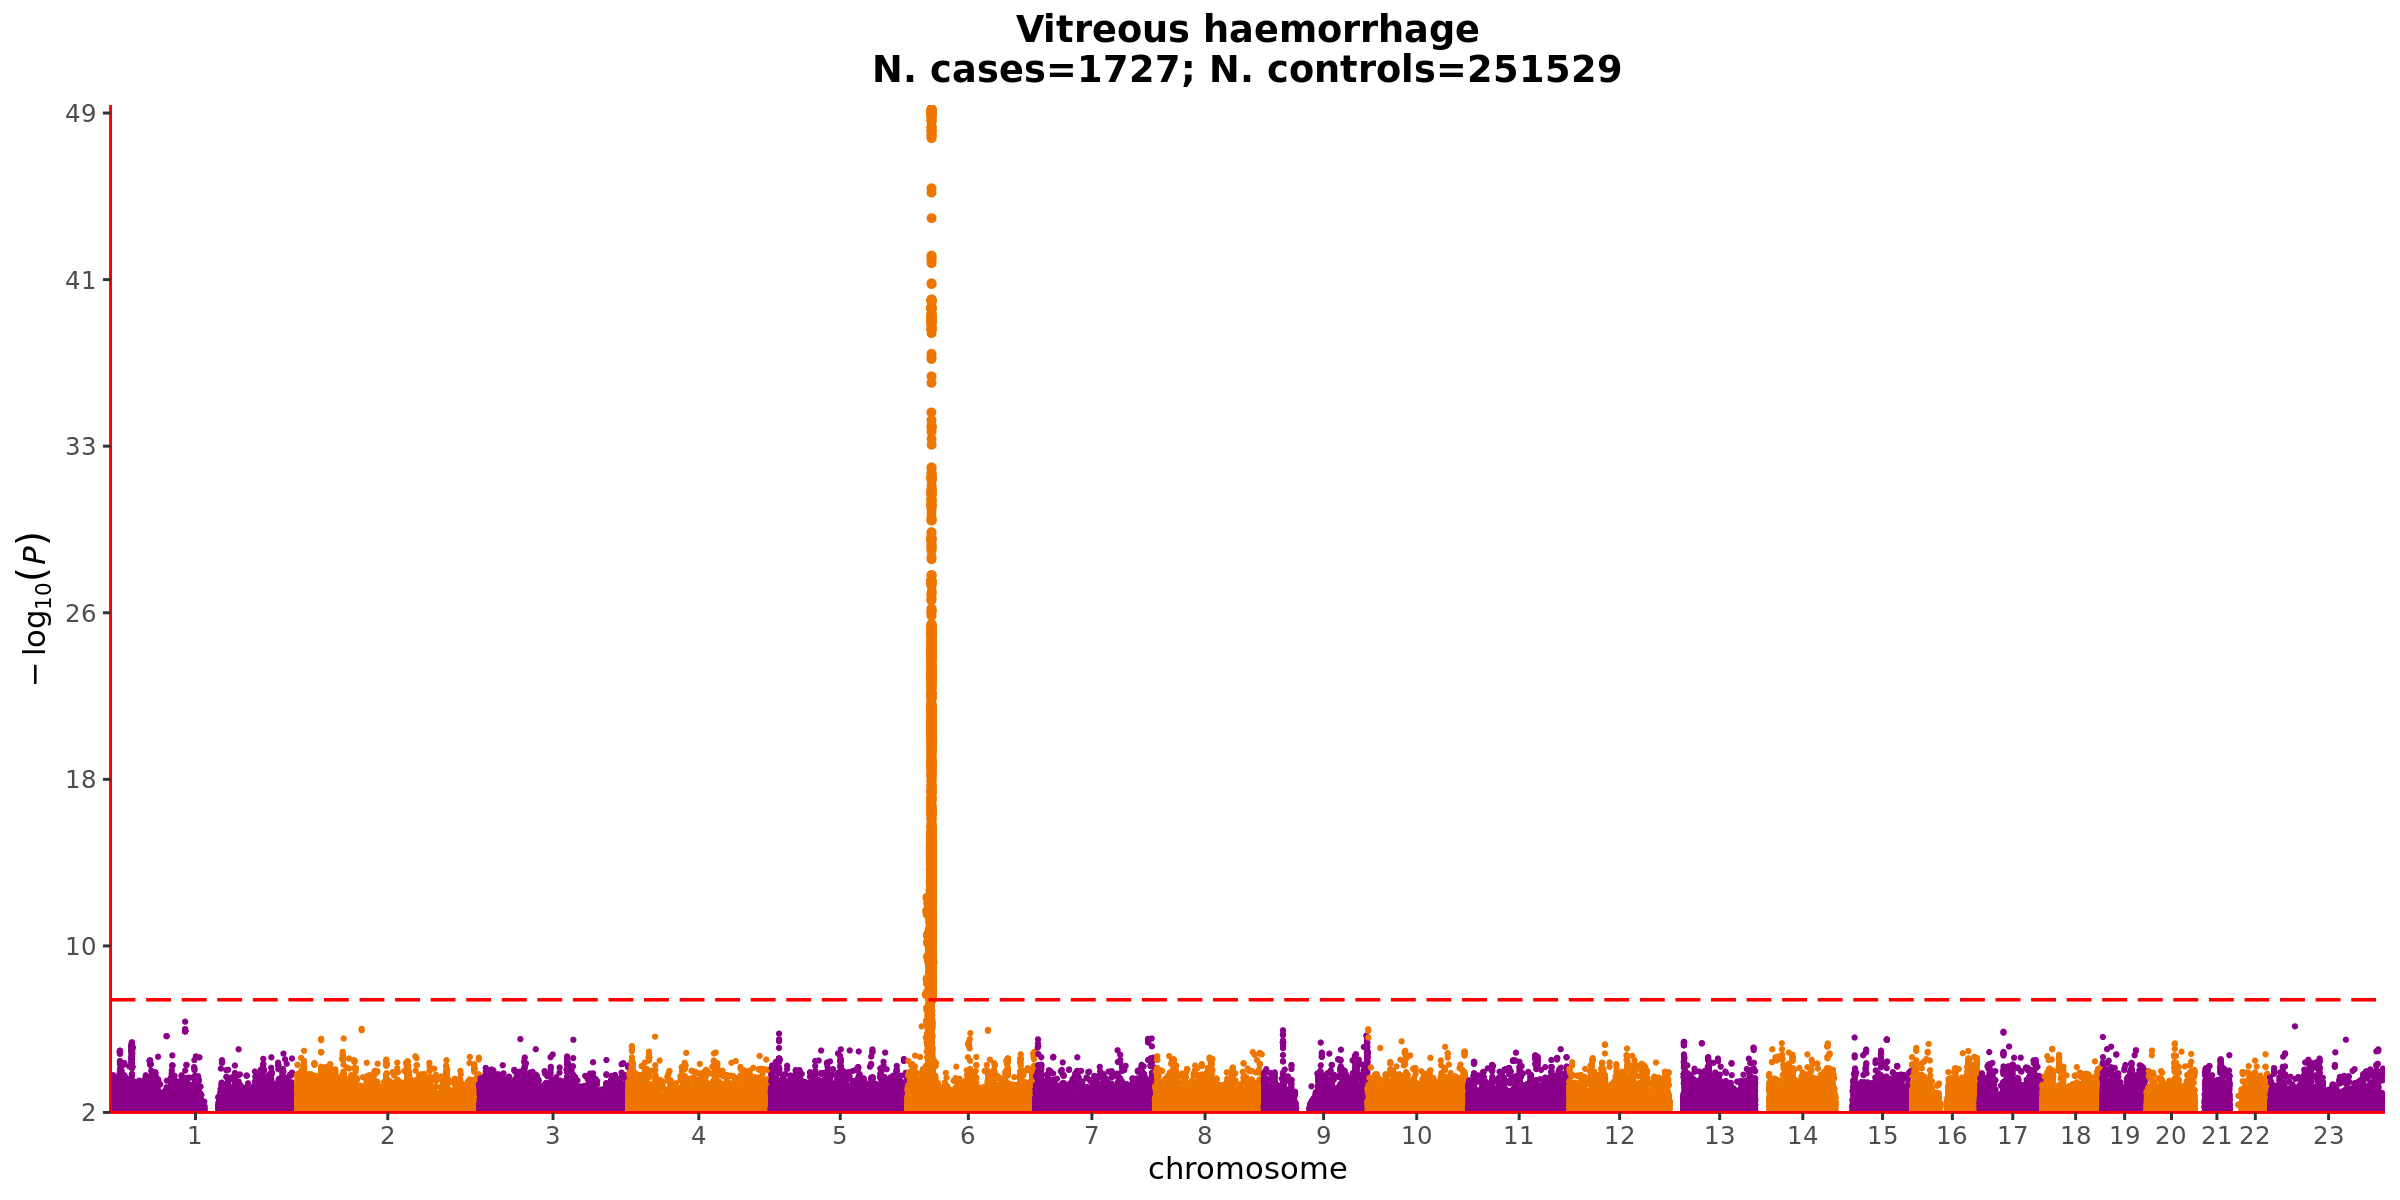 Vitreous haemorrhage
N. cases=1727; N. controls=251529
49
41
33
26
18
10
2
− log10(P)
1 2 3 4 5 6 7 8 9 10 11 12 13 14 15 16 17 18 19 20 21 22 23
chromosome